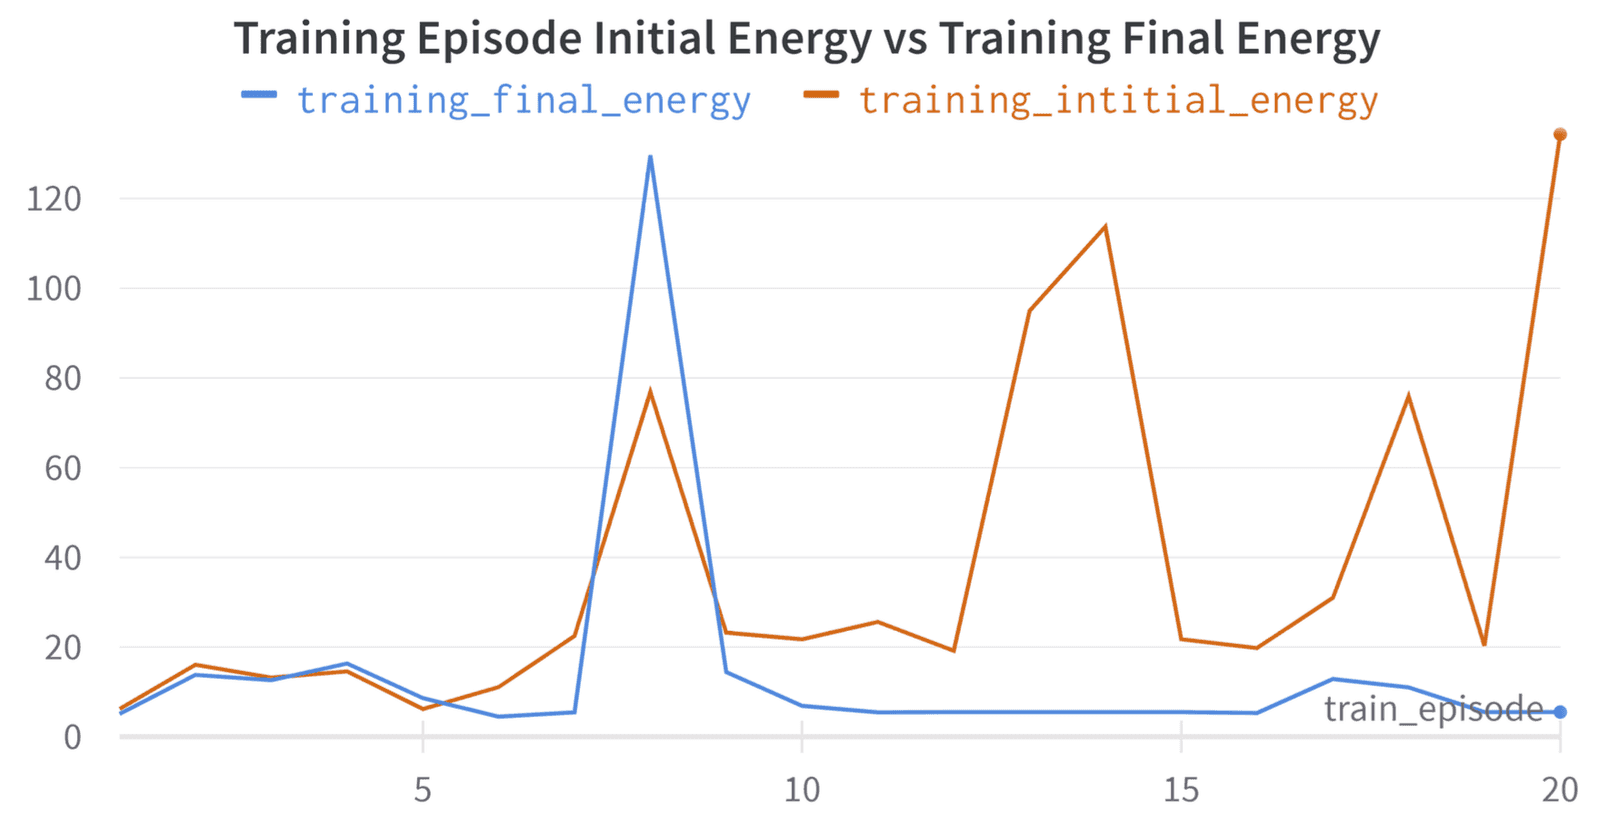 Training Episode Initial Energy vs Training Final Energy
training_final_energy training_intitial_energy
120
100
80
60
40
20
train_episode
0
5 10 15 20